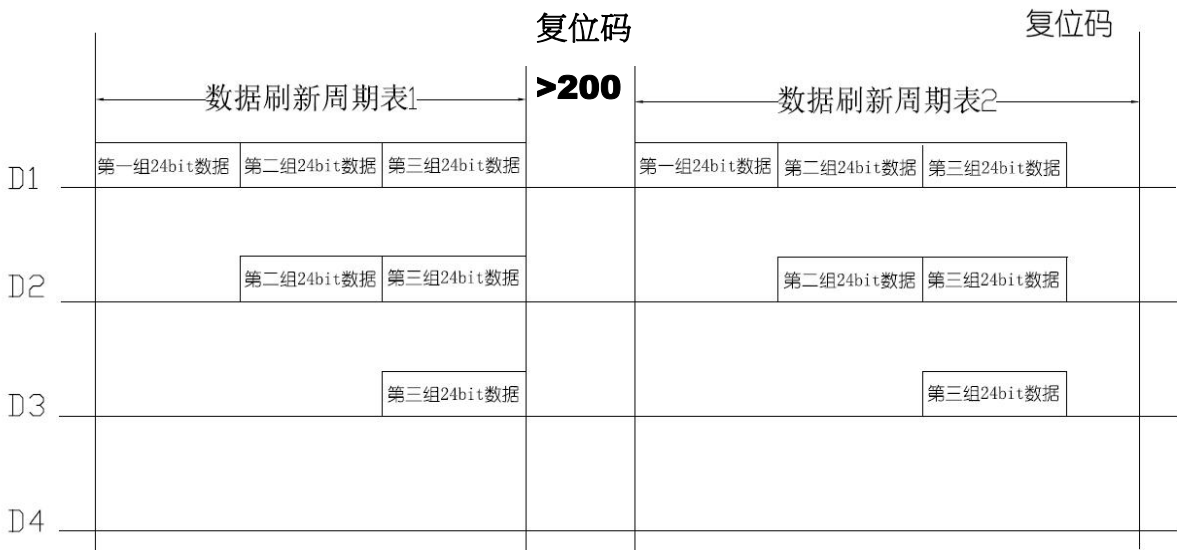 复位码
复位码
>200
数据刷新周期表1
数据刷新周期表2
D1
第一组24bit数据
第二组24bit数据
第三组24bit数据
第一组24bit数据
第二组24bit数据
第三组24bit数据
D2
第二组24bit数据
第三组24bit数据
第二组24bit数据
第三组24bit数据
D3
第三组24bit数据
第三组24bit数据
D4